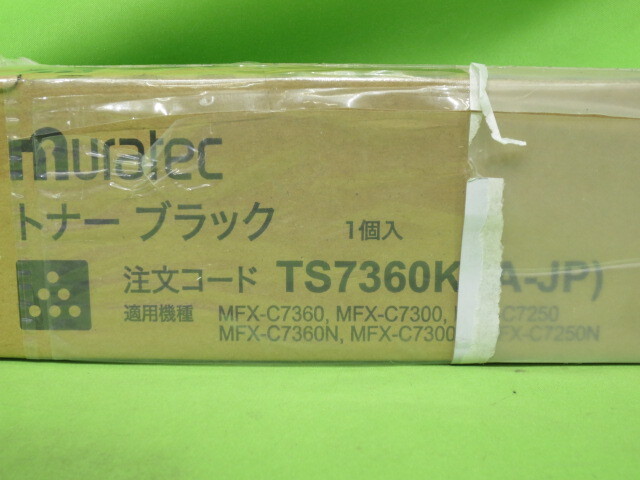 muratec
トナー ブラック 1個入
注文コード TS7360K A-JP)
適用機種 MFX-C7360, MFX-C7300, C7250
MFX-C7360N, MFX-C7300 FX-C7250N